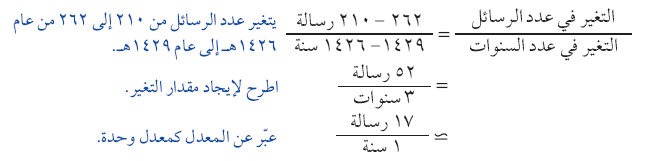 التغير في عدد الرسائل / التغير في عدد السنوات = ٢٦٢ – ٢١٠ رسالة / ١٤٢٩ – ١٤٢٦ سنة
يتغير عدد الرسائل من ٢١٠ إلى ٢٦٢ من عام
١٤٢٦هـ إلى عام ١٤٢٩هـ.
= ٥٢ رسالة / ٣ سنوات
اطرح لإيجاد مقدار التغير.
≃ ١٧ رسالة / ١ سنة
عبّر عن المعدل كمعدل وحدة.